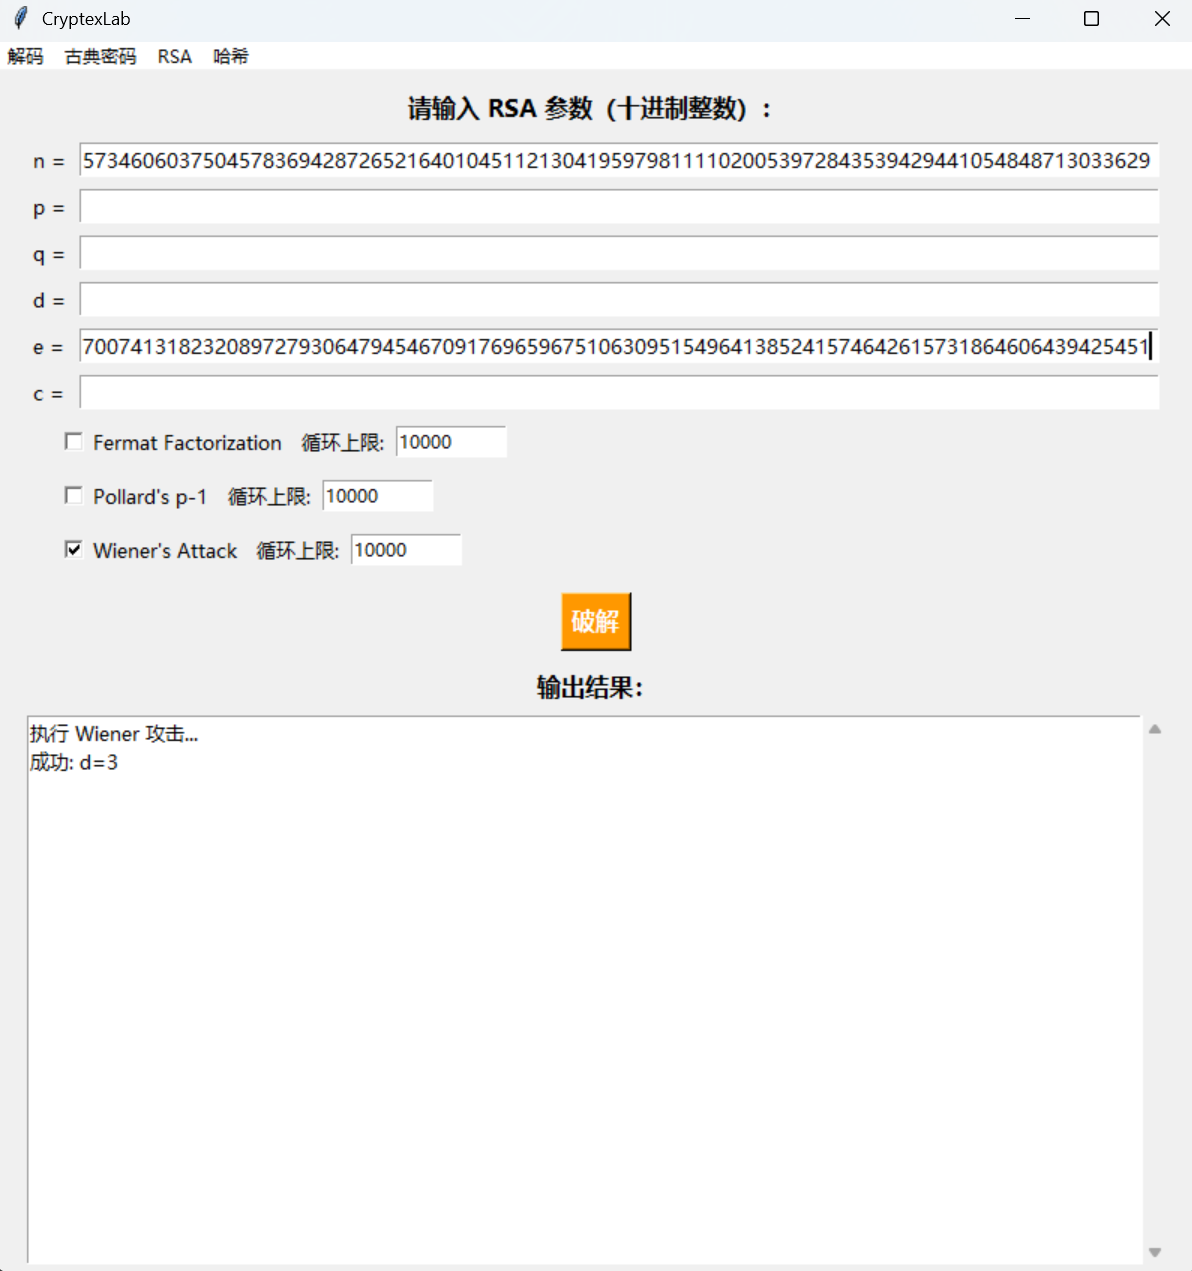 CryptexLab
解码 古典密码 RSA 哈希
请输入 RSA 参数（十进制整数）：
n = 57346060375045783694287265216401045112130419597981111020053972843539429441054848713033629
p =
q =
d =
e = 7007413182320897279306479454670917696596751063095154964138524157464261573186460643942545​1
c =
Fermat Factorization 循环上限: 10000
Pollard's p-1 循环上限: 10000
Wiener's Attack 循环上限: 10000
破解
输出结果：
执行 Wiener 攻击...
成功: d=3